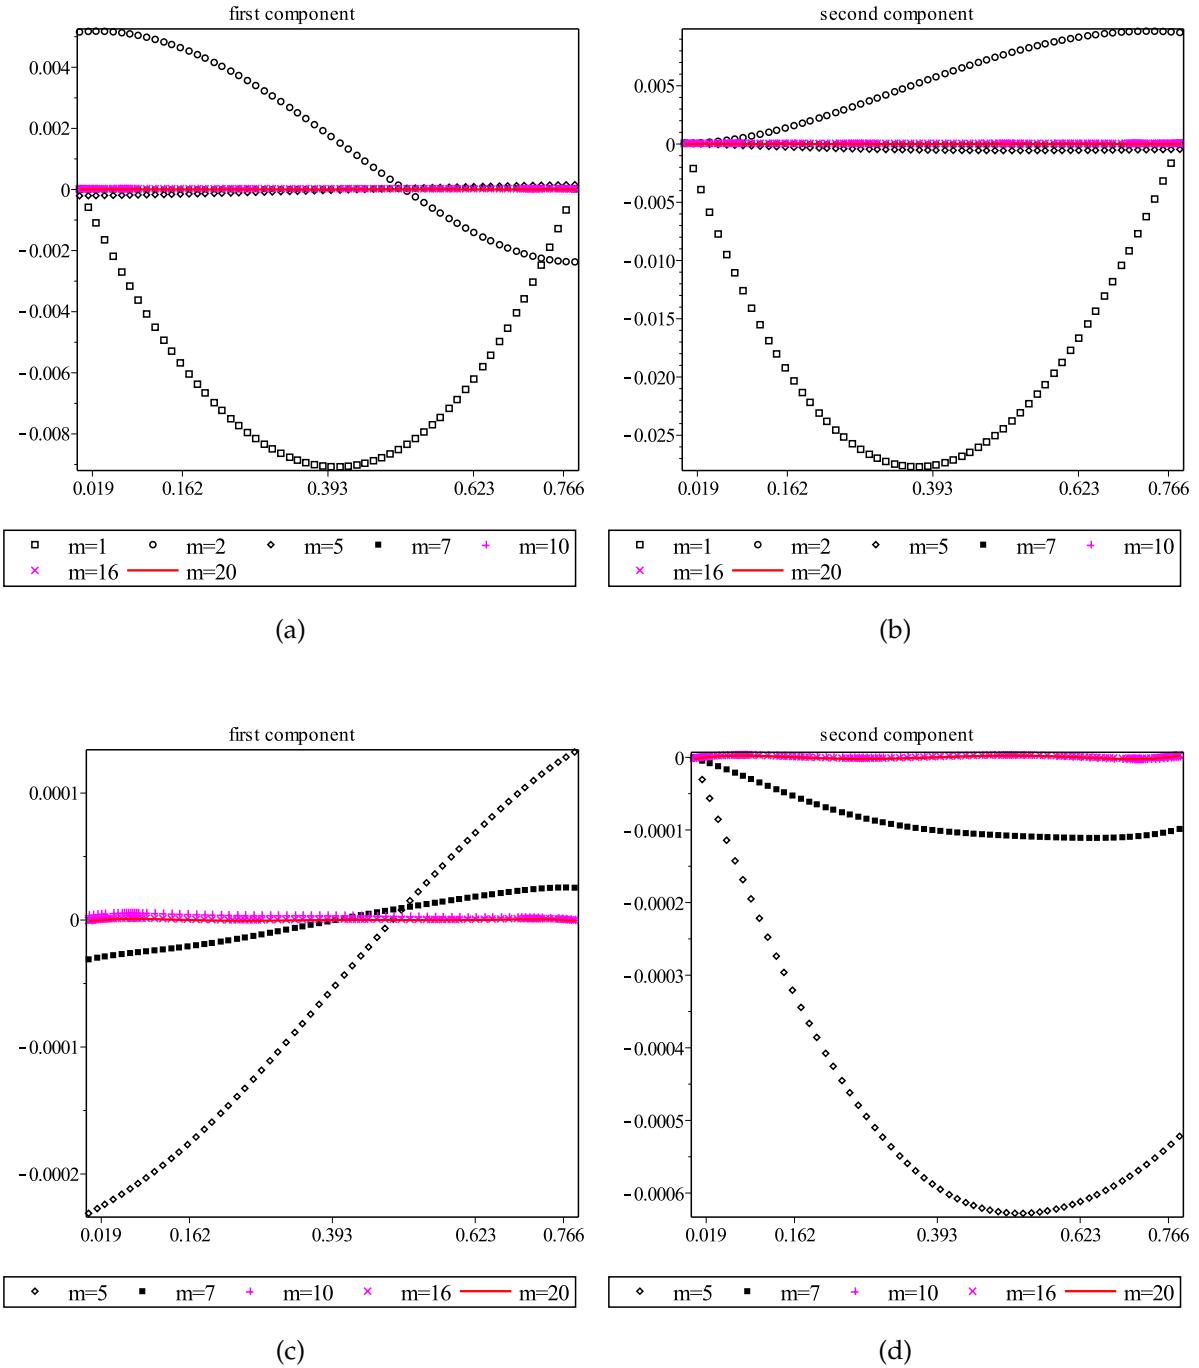 first component
0.004
0.002
0
−0.002
−0.004
−0.006
−0.008
0.019 0.162 0.393 0.623 0.766
m=1 m=2 m=5 m=7 m=10
m=16 m=20
(a)
second component
0.005
0
−0.005
−0.010
−0.015
−0.020
−0.025
0.019 0.162 0.393 0.623 0.766
m=1 m=2 m=5 m=7 m=10
m=16 m=20
(b)
first component
0.0001
0
−0.0001
−0.0002
0.019 0.162 0.393 0.623 0.766
m=5 m=7 m=10 m=16 m=20
(c)
second component
0
−0.0001
−0.0002
−0.0003
−0.0004
−0.0005
−0.0006
0.019 0.162 0.393 0.623 0.766
m=5 m=7 m=10 m=16 m=20
(d)